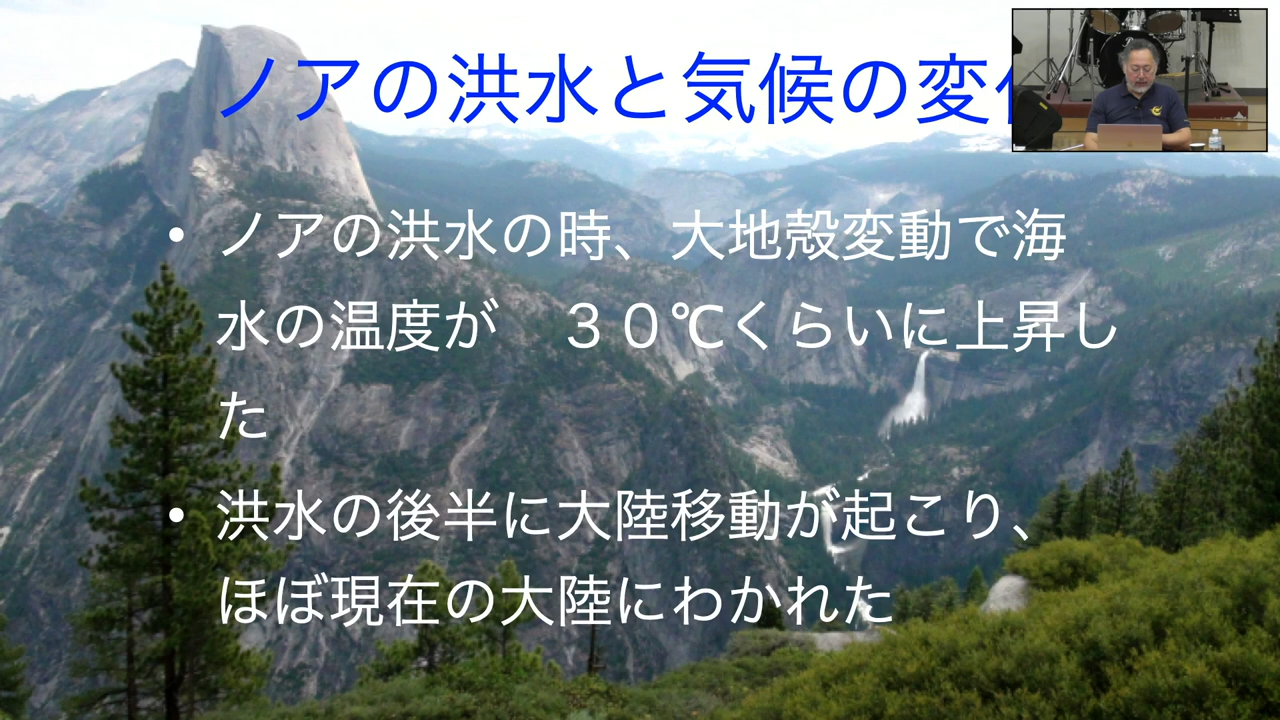 ノアの洪水と気候の変
• ノアの洪水の時、大地殻変動で海
水の温度が　３０℃くらいに上昇し
た
• 洪水の後半に大陸移動が起こり、
ほぼ現在の大陸にわかれた